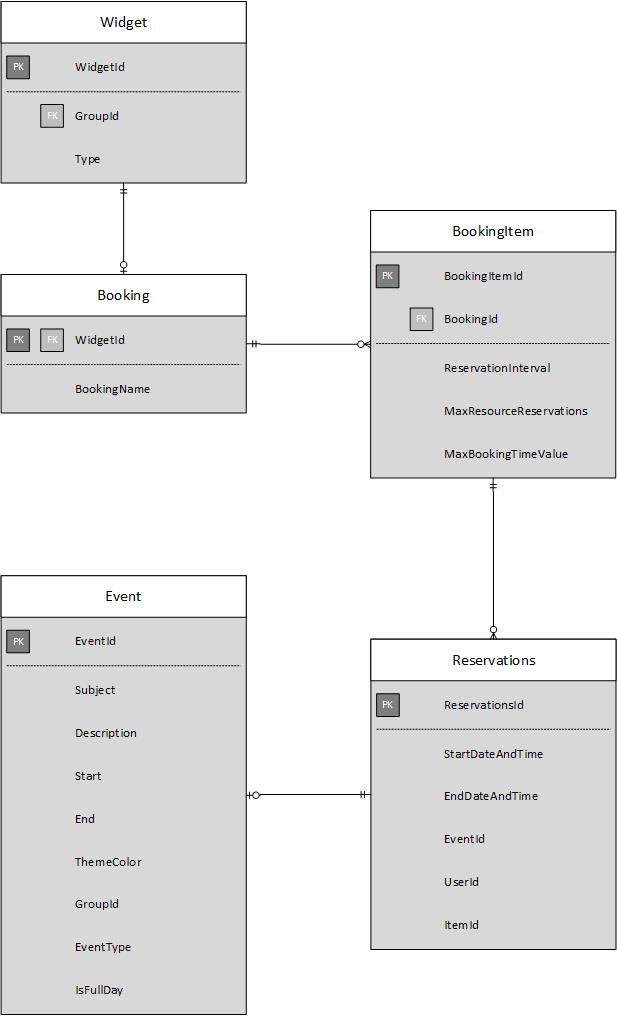 Widget
PK WidgetId
FK GroupId
Type
Booking
PK FK WidgetId
BookingName
BookingItem
PK BookingItemId
FK BookingId
ReservationInterval
MaxResourceReservations
MaxBookingTimeValue
Event
PK EventId
Subject
Description
Start
End
ThemeColor
GroupId
EventType
IsFullDay
Reservations
PK ReservationsId
StartDateAndTime
EndDateAndTime
EventId
UserId
ItemId